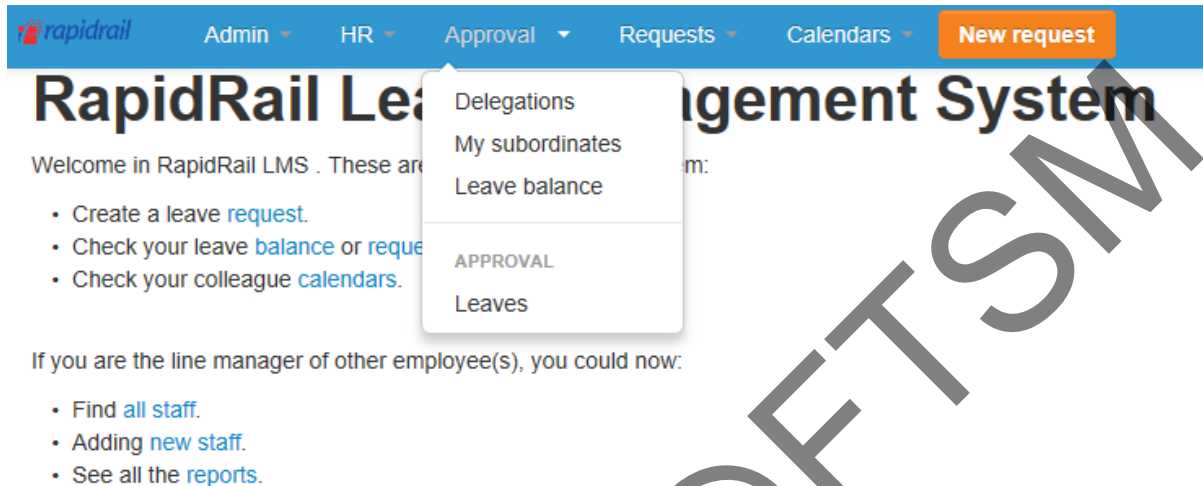 rapidrail Admin HR Approval Requests Calendars New request
RapidRail Lea gement System
Welcome in RapidRail LMS . These are m:
• Create a leave request.
• Check your leave balance or reque
• Check your colleague calendars.
Delegations
My subordinates
Leave balance
APPROVAL
Leaves
If you are the line manager of other employee(s), you could now:
• Find all staff.
• Adding new staff.
• See all the reports.
FTSM